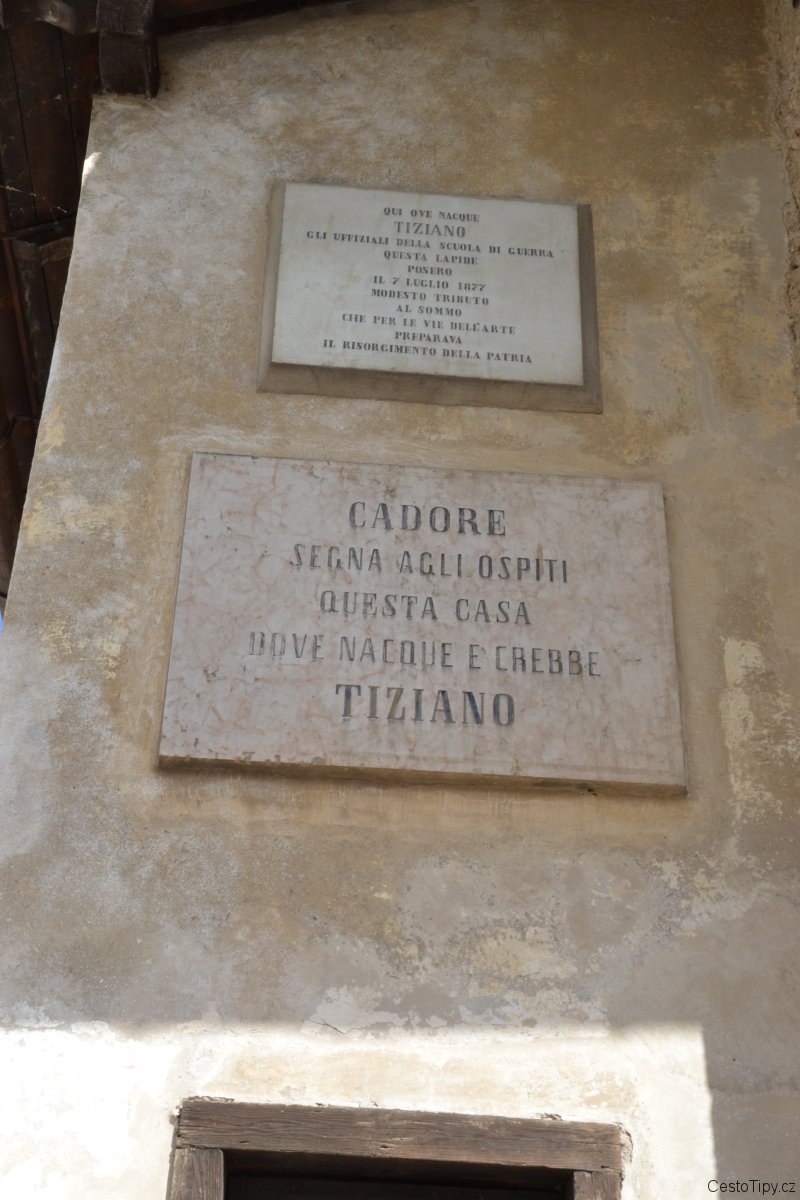 QUI OVE NACQUE
TIZIANO
GLI UFFIZIALI DELLA SCUOLA DI GUERRA
QUESTA LAPIDE
POSERO
IL 7 LUGLIO 1877
MODESTO TRIBUTO
AL SOMMO
CHE PER LE VIE DELL'ARTE
PREPARAVA
IL RISORGIMENTO DELLA PATRIA
CADORE
SEGNA AGLI OSPITI
QUESTA CASA
DOVE NACQUE E CREBBE
TIZIANO
CestoTipy.cz